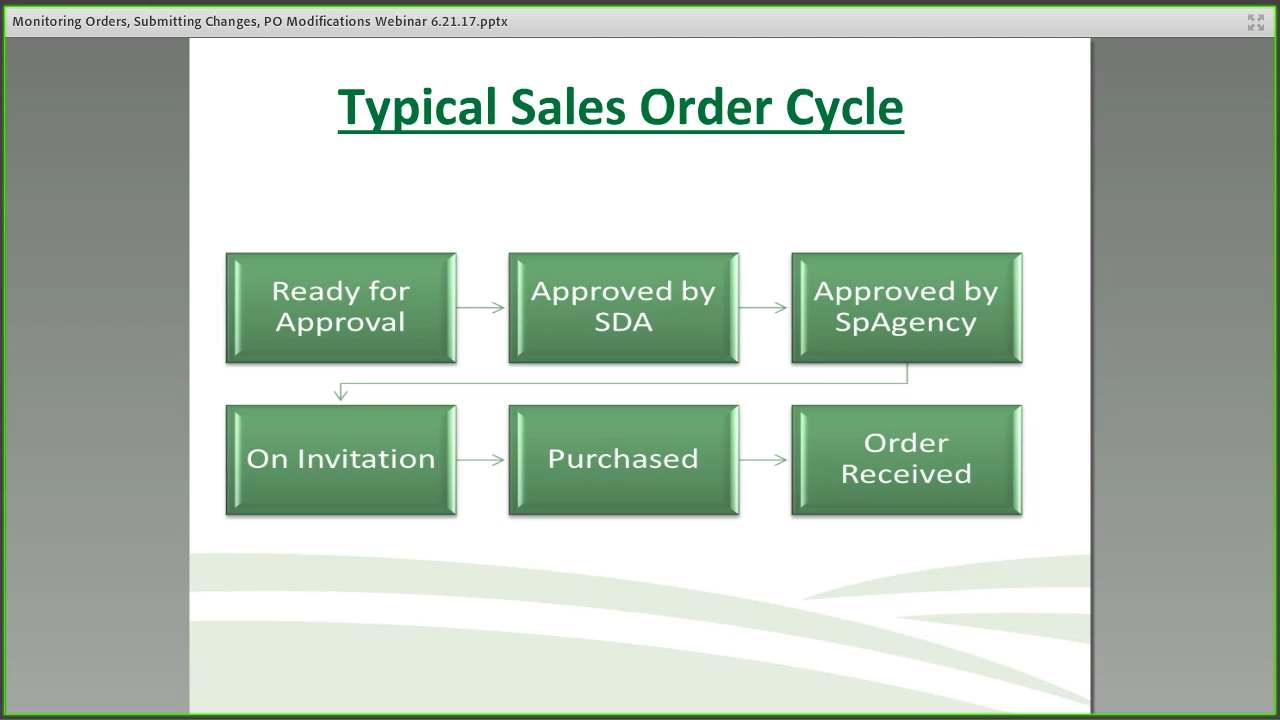 Monitoring Orders, Submitting Changes, PO Modifications Webinar 6.21.17.pptx
Typical Sales Order Cycle
Ready for
Approval
Approved by
SDA
Approved by
SpAgency
On Invitation
Purchased
Order
Received